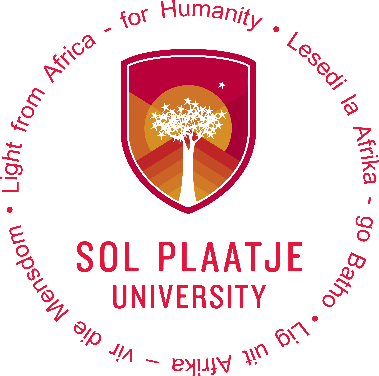 Light from Africa - for Humanity • Lesedi la Afrika - go Batho • Lig uit Afrika – vir die Mensdom •
SOL PLAATJE
UNIVERSITY